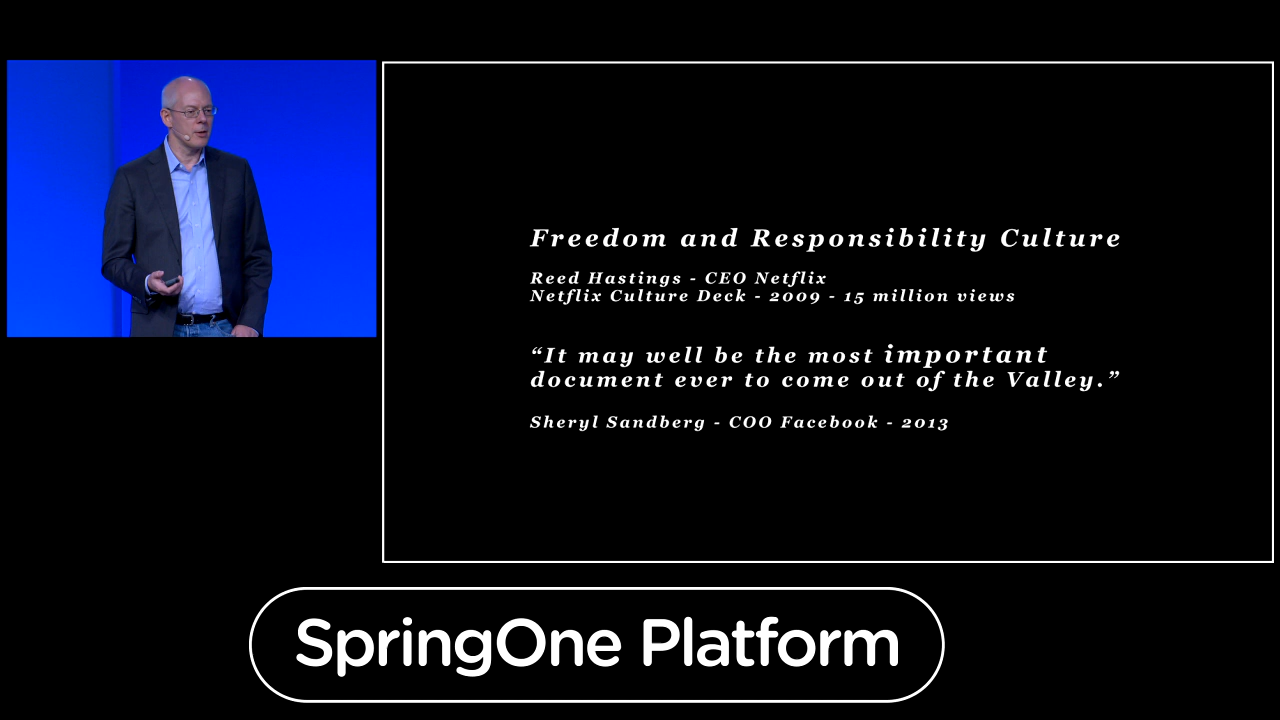 Freedom and Responsibility Culture
Reed Hastings - CEO Netflix
Netflix Culture Deck - 2009 - 15 million views
“It may well be the most important
document ever to come out of the Valley.”
Sheryl Sandberg - COO Facebook - 2013
SpringOne Platform